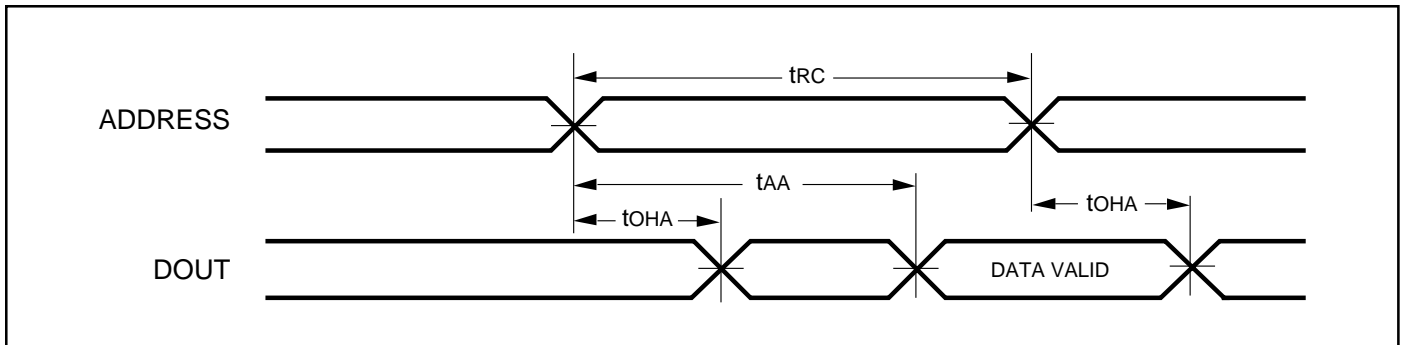 tRC
ADDRESS
tAA
tOHA
tOHA
DOUT
DATA VALID